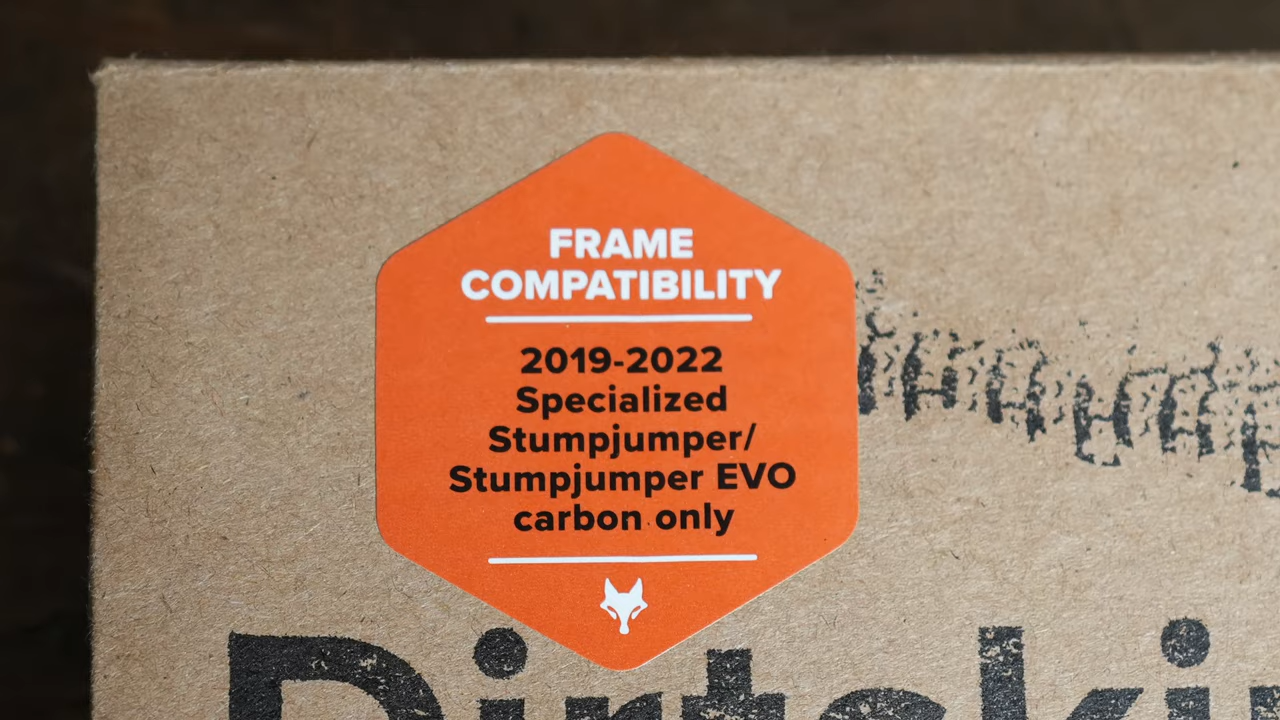 FRAME
COMPATIBILITY
2019-2022
Specialized
Stumpjumper/
Stumpjumper EVO
carbon only